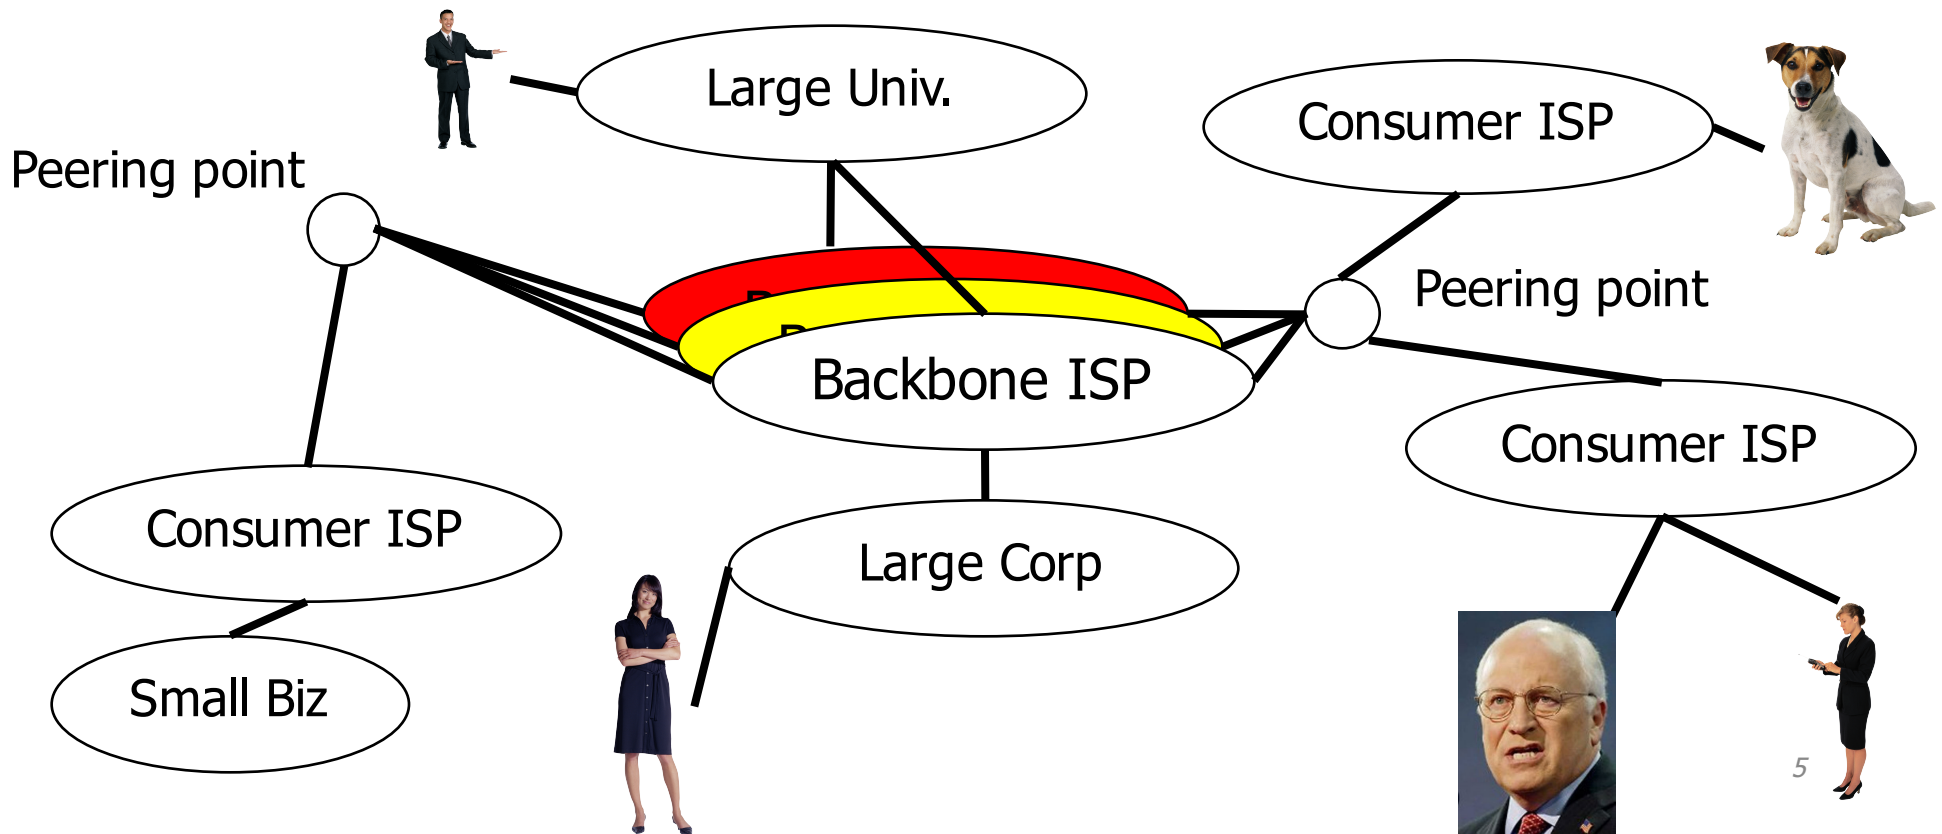 Large Univ.
Consumer ISP
Peering point
Peering point
Backbone ISP
Consumer ISP
Consumer ISP
Large Corp
Small Biz
5